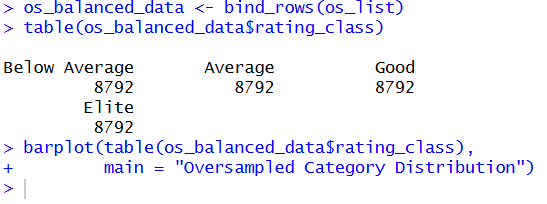 > os_balanced_data <- bind_rows(os_list)
> table(os_balanced_data$rating_class)
Below Average Average Good
8792 8792 8792
Elite
8792
> barplot(table(os_balanced_data$rating_class),
+ main = "Oversampled Category Distribution")
>